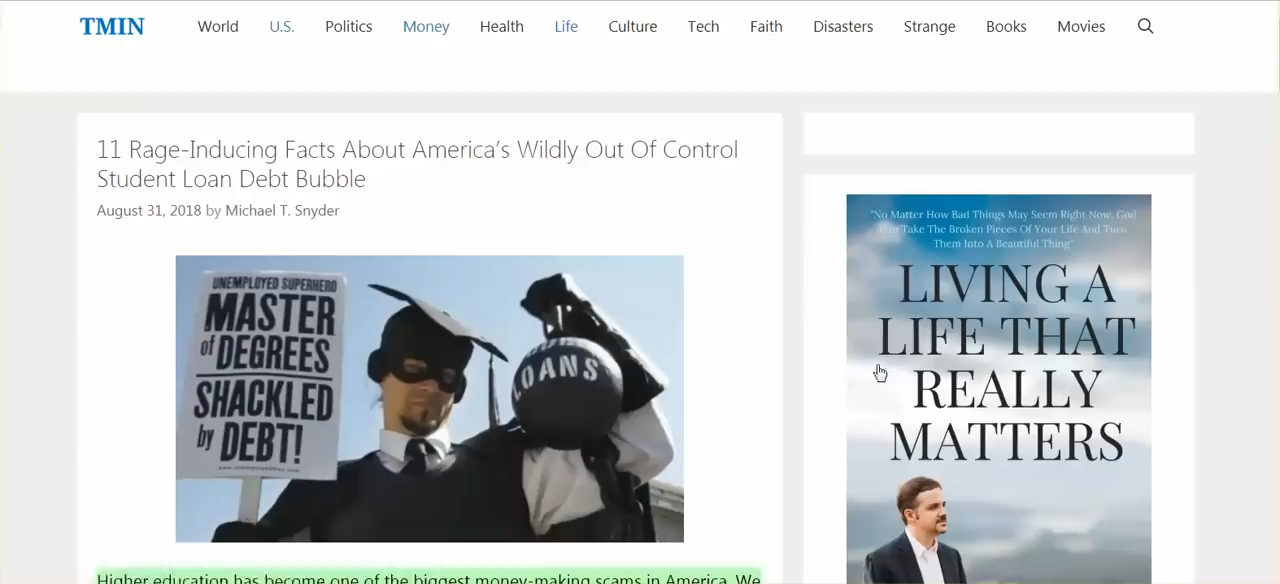 TMIN World U.S. Politics Money Health Life Culture Tech Faith Disasters Strange Books Movies
11 Rage-Inducing Facts About America's Wildly Out Of Control
Student Loan Debt Bubble
August 31, 2018 by Michael T. Snyder
UNEMPLOYED SUPERHERO
MASTER
of DEGREES
SHACKLED
by DEBT!
LOANS
Higher education has become one of the biggest money-making scams in America. We
"No Matter How Bad Things May Seem Right Now, God
Take The Broken Pieces Of Your Life And Turn
Them Into A Beautiful Thing"
LIVING A
LIFE THAT
REALLY
MATTERS